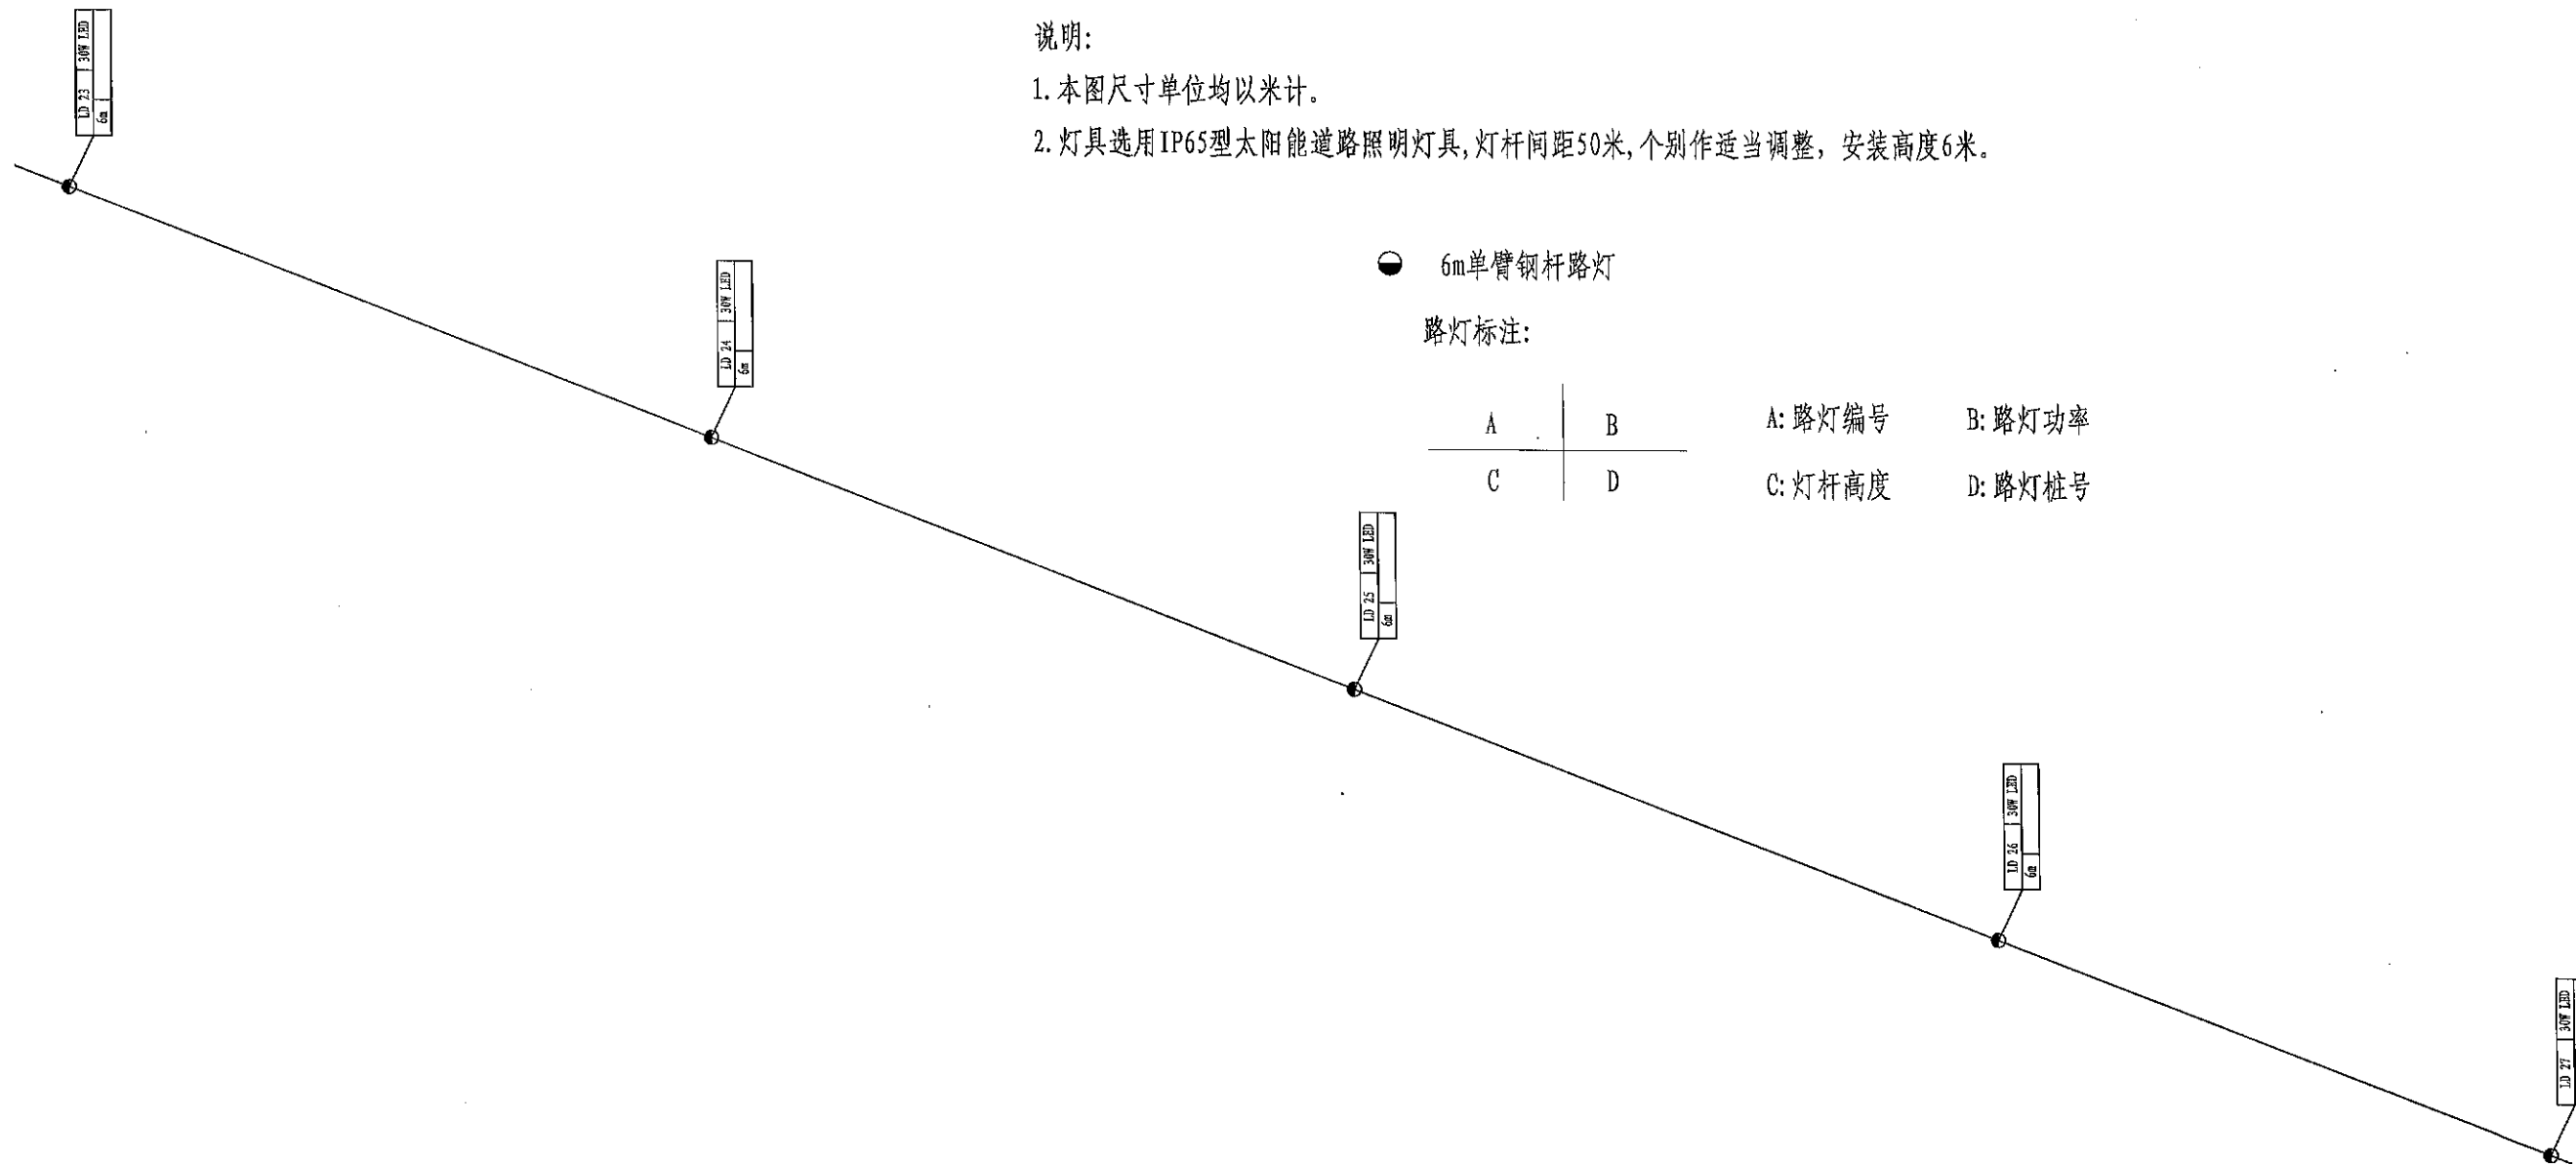 说明:
1.本图尺寸单位均以米计。
2.灯具选用IP65型太阳能道路照明灯具,灯杆间距50米,个别作适当调整，安装高度6米。
6m单臂钢杆路灯
路灯标注:
A B
C D
A:路灯编号 B:路灯功率
C:灯杆高度 D:路灯桩号
LD 23 30W LED
6m
LD 24 30W LED
6m
LD 25 30W LED
6m
LD 26 30W LED
6m
LD 27 30W LED